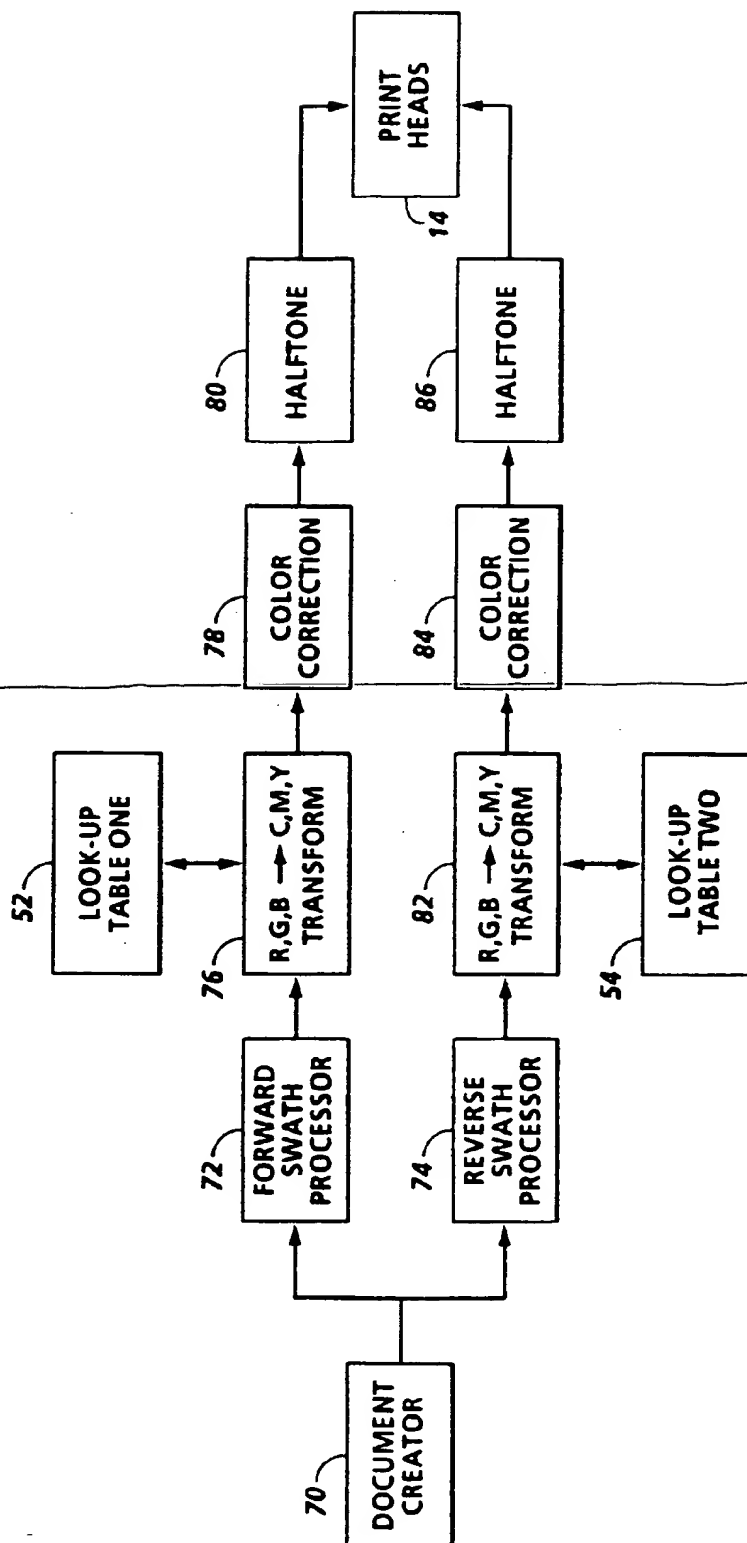 70
DOCUMENT
CREATOR
72
FORWARD
SWATH
PROCESSOR
52
LOOK-UP
TABLE ONE
76
R,G,B → C,M,Y
TRANSFORM
78
COLOR
CORRECTION
80
HALFTONE
PRINT
HEADS
14
74
REVERSE
SWATH
PROCESSOR
82
R,G,B → C,M,Y
TRANSFORM
54
LOOK-UP
TABLE TWO
84
COLOR
CORRECTION
86
HALFTONE